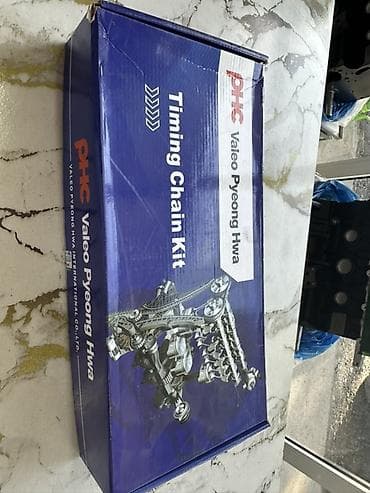 PHC Valeo Pyeong Hwa
Timing Chain Kit
PHC Valeo Pyeong Hwa
VALEO PYEONG HWA INTERNATIONAL CO.,LTD.